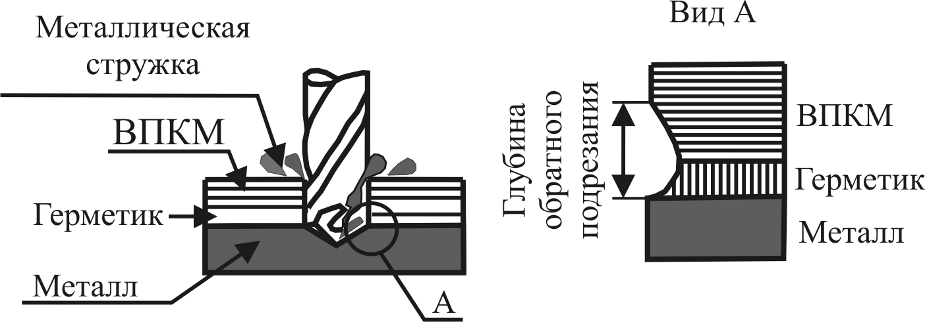 Металлическая
стружка
ВПКМ
Герметик
Металл
А
Вид А
Глубина
обратного
подрезания
ВПКМ
Герметик
Металл